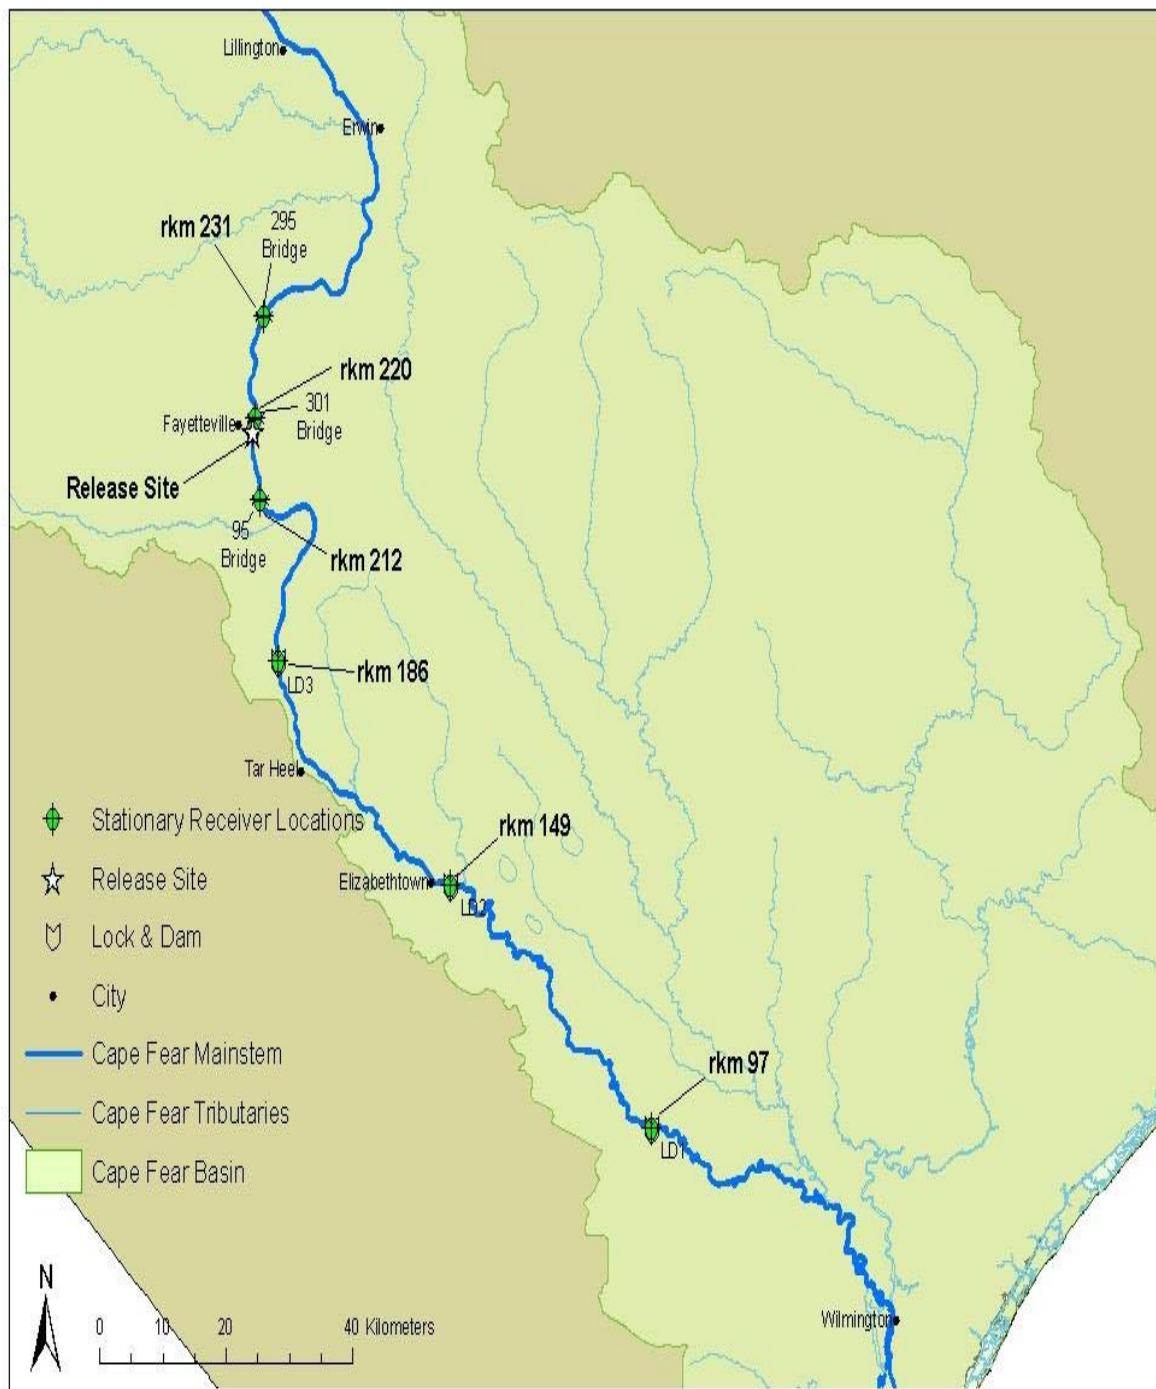 Lillington
Erwin
rkm 231
295
Bridge
rkm 220
301
Bridge
Fayetteville
Release Site
95
Bridge
rkm 212
rkm 186
LD3
Tar Heel
Stationary Receiver Locations
rkm 149
Release Site
Elizabethtown
LD2
Lock & Dam
City
Cape Fear Mainstem
rkm 97
Cape Fear Tributaries
LD1
Cape Fear Basin
N
0 10 20 40 Kilometers
Wilmington